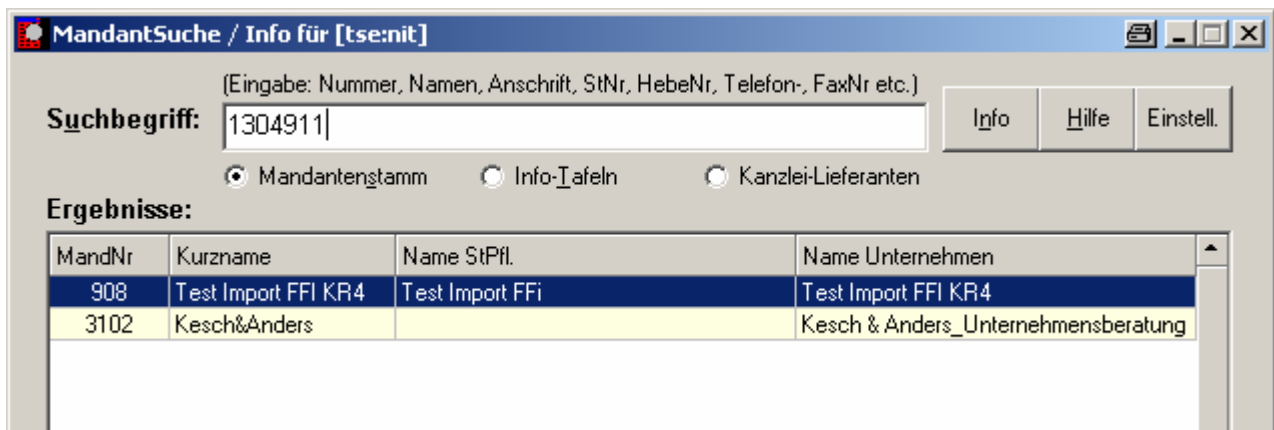 MandantSuche / Info für [tse:nit]
(Eingabe: Nummer, Namen, Anschrift, StNr, HebeNr, Telefon-, FaxNr etc.)
Suchbegriff: 1304911 Info Hilfe Einstell.
Mandantenstamm Info-Tafeln Kanzlei-Lieferanten
Ergebnisse:
MandNr Kurzname Name StPfl. Name Unternehmen
908 Test Import FFI KR4 Test Import FFi Test Import FFI KR4
3102 Kesch&Anders Kesch & Anders_Unternehmensberatung